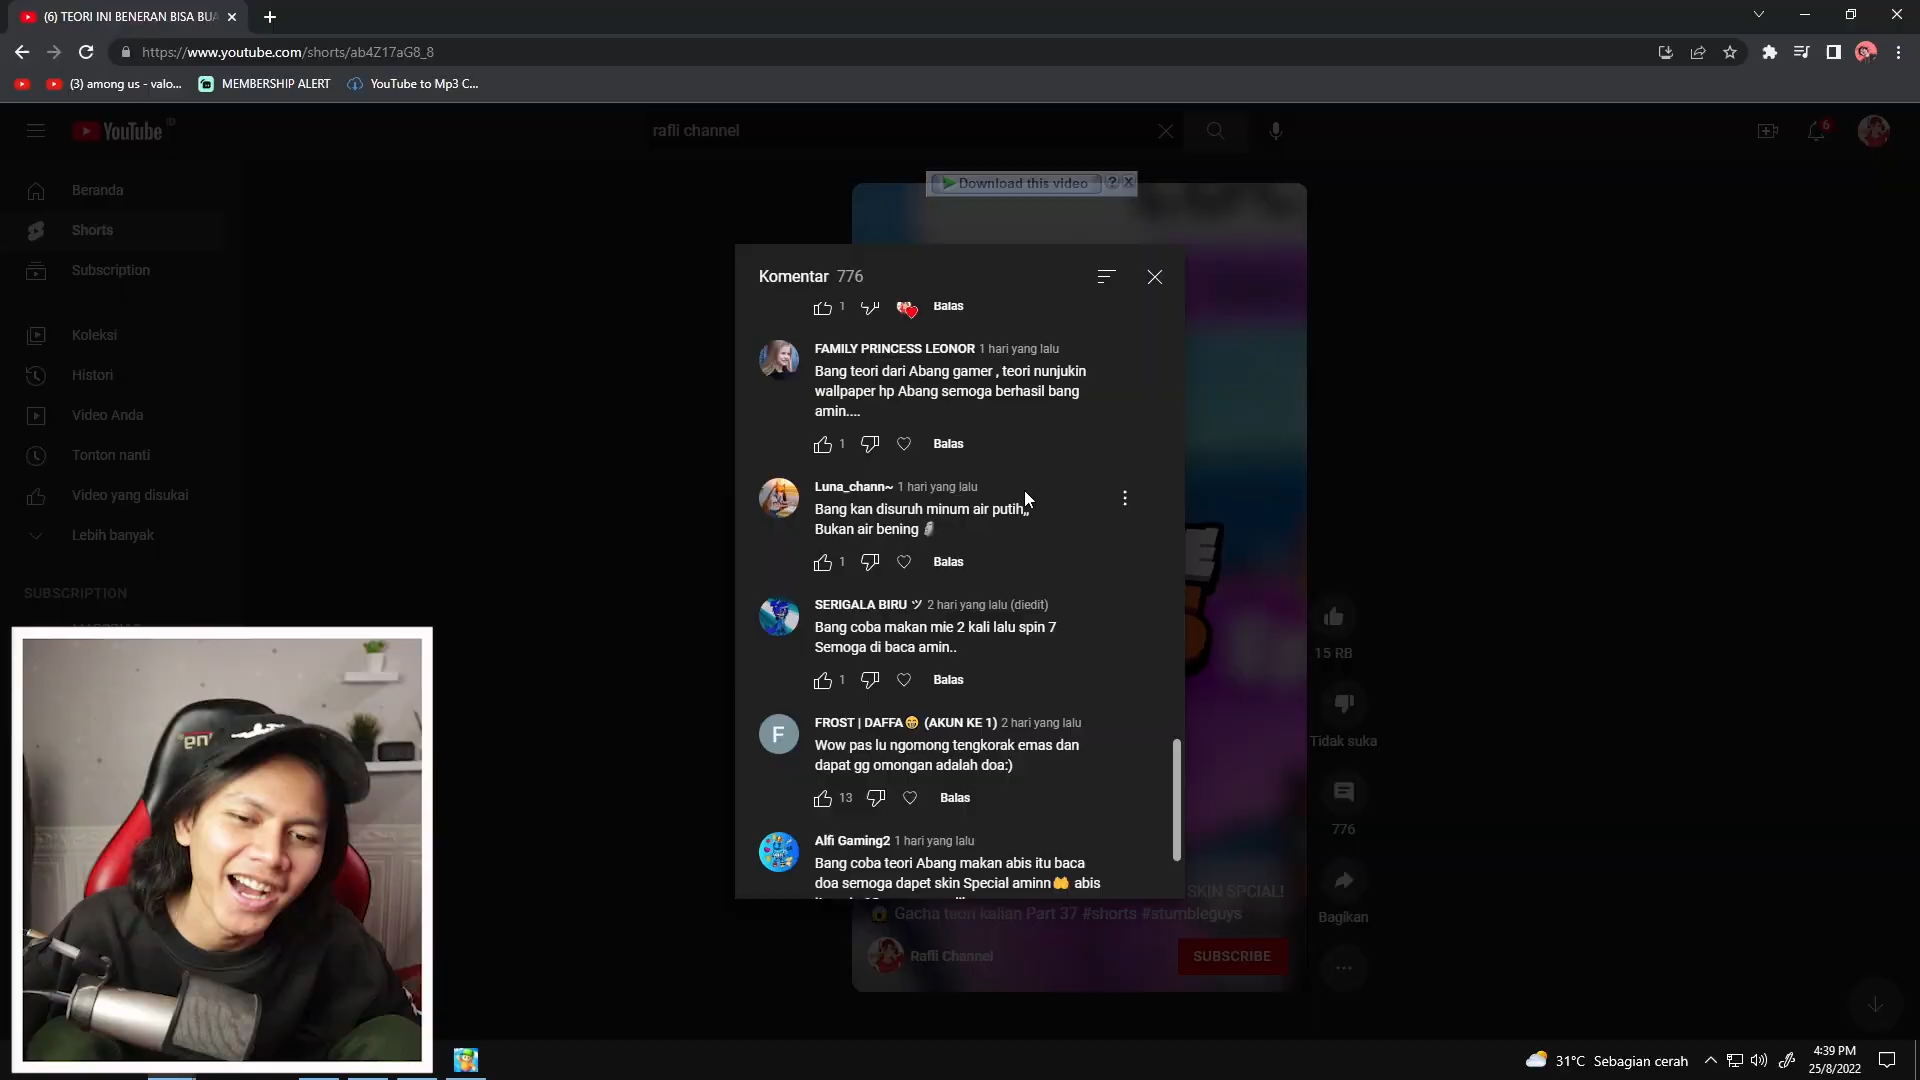 (6) TEORI INI BENERAN BISA BUA
https://www.youtube.com/shorts/ab4Z17aG8_8
(3) among us - valo...
MEMBERSHIP ALERT
YouTube to Mp3 C...
YouTube ID
rafli channel
6
Download this video ?
Beranda
Shorts
Subscription
Koleksi
Histori
Video Anda
Tonton nanti
Video yang disukai
Lebih banyak
SUBSCRIPTION
Komentar 776
1 Balas
FAMILY PRINCESS LEONOR 1 hari yang lalu
Bang teori dari Abang gamer , teori nunjukin
wallpaper hp Abang semoga berhasil bang
amin....
1 Balas
Luna_chann~ 1 hari yang lalu
Bang kan disuruh minum air putih,,
Bukan air bening 🗿
1 Balas
SERIGALA BIRU ツ 2 hari yang lalu (diedit)
Bang coba makan mie 2 kali lalu spin 7
Semoga di baca amin..
1 Balas
FROST | DAFFA😁 (AKUN KE 1) 2 hari yang lalu
F
Wow pas lu ngomong tengkorak emas dan
dapat gg omongan adalah doa:)
13 Balas
Alfi Gaming2 1 hari yang lalu
Bang coba teori Abang makan abis itu baca
doa semoga dapet skin Special aminn🤲 abis
SKIN SPCIAL!
😱 Gacha teori kalian Part 37 #shorts #stumbleguys
Rafli Channel
SUBSCRIBE
15 RB
Tidak suka
776
Bagikan
31°C Sebagian cerah
4:39 PM
25/8/2022